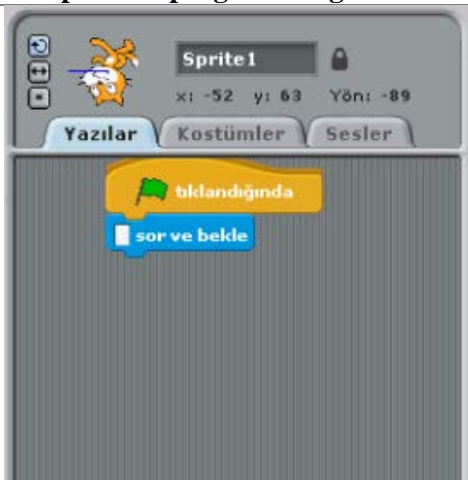 Sprite1
x: -52 y: 63 Yön: -89
Yazılar Kostümler Sesler
tıklandığında
sor ve bekle